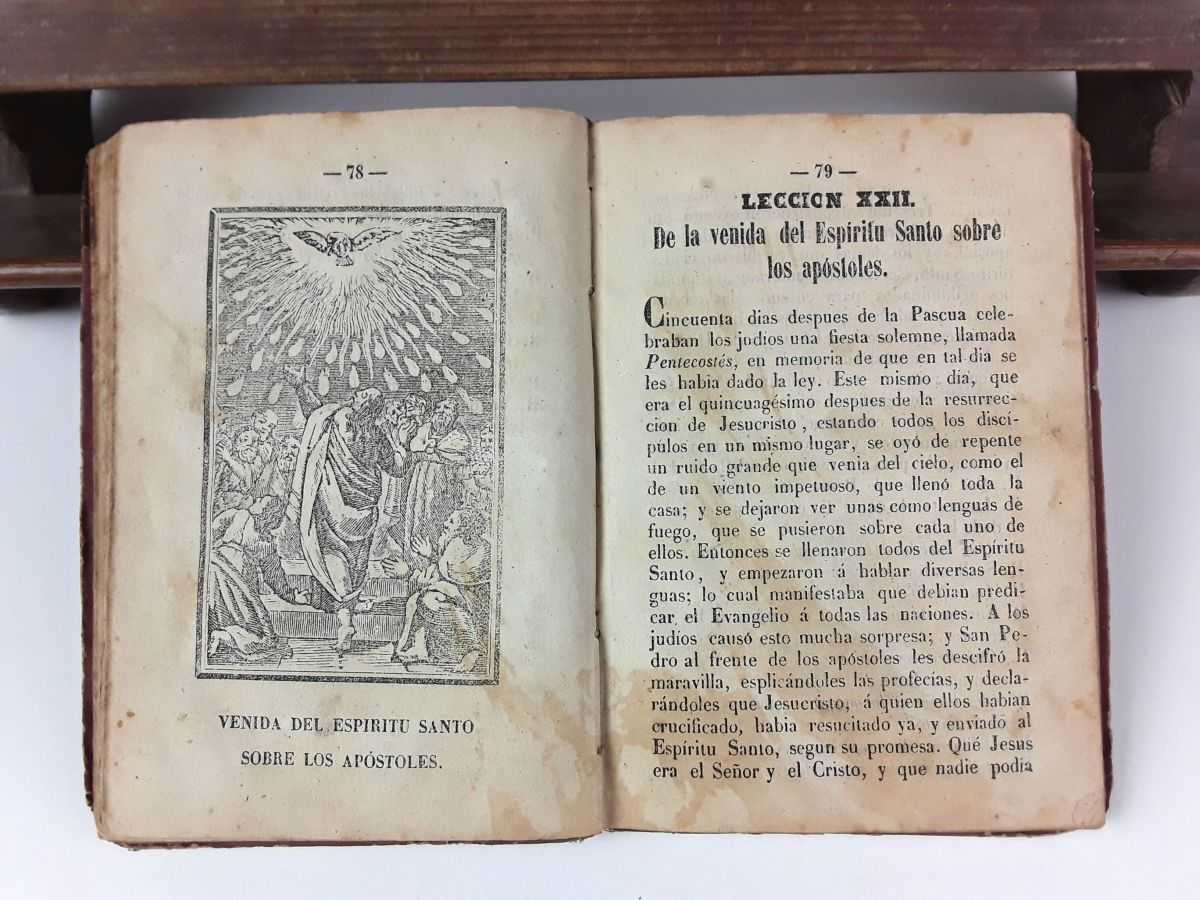 — 78 —
VENIDA DEL ESPIRITU SANTO
SOBRE LOS APÓSTOLES.
— 79 —
LECCION XXII.
De la venida del Espíritu Santo sobre
los apóstoles.
Cincuenta dias despues de la Pascua cele-
braban los judíos una fiesta solemne, llamada
Pentecostés, en memoria de que en tal dia se
les habia dado la ley. Este mismo día, que
era el quincuagésimo despues de la resurrec-
cion de Jesucristo, estando todos los discí-
pulos en un mismo lugar, se oyó de repente
un ruido grande que venia del cielo, como el
de un viento impetuoso, que llenó toda la
casa; y se dejaron ver unas como lenguas de
fuego, que se pusieron sobre cada uno de
ellos. Entonces se llenaron todos del Espíritu
Santo, y empezaron á hablar diversas len-
guas; lo cual manifestaba que debian predi-
car el Evangelio á todas las naciones. A los
judíos causó esto mucha sorpresa; y San Pe-
dro al frente de los apóstoles les descifró la
maravilla, esplicándoles las profecías, y decla-
rándoles que Jesucristo, á quien ellos habian
crucificado, habia resucitado ya, y enviado al
Espíritu Santo, segun su promesa. Qué Jesus
era el Señor y el Cristo, y que nadie podía